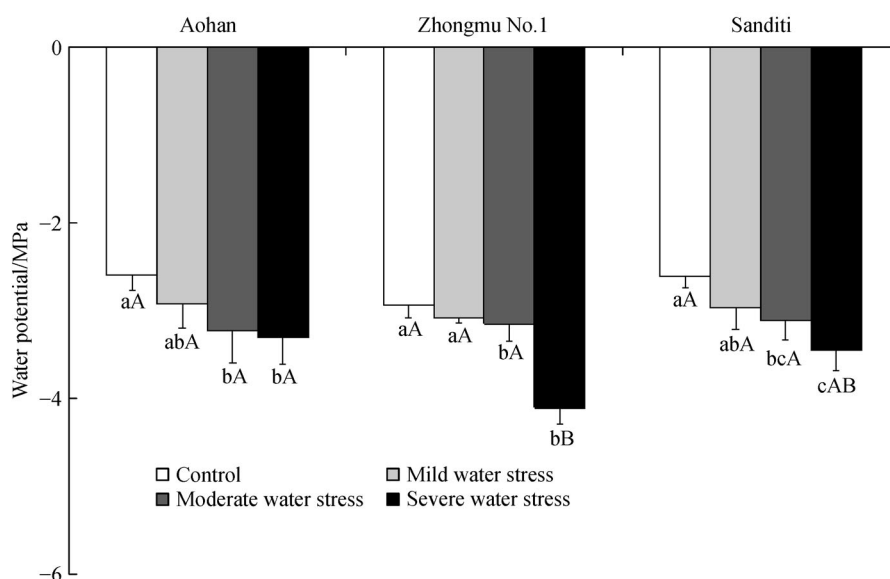 Aohan Zhongmu No.1 Sanditi
0
−2
−4
−6
Water potential/MPa
aA abA bA bA
aA aA bA bB
aA abA bcA cAB
Control Mild water stress
Moderate water stress Severe water stress